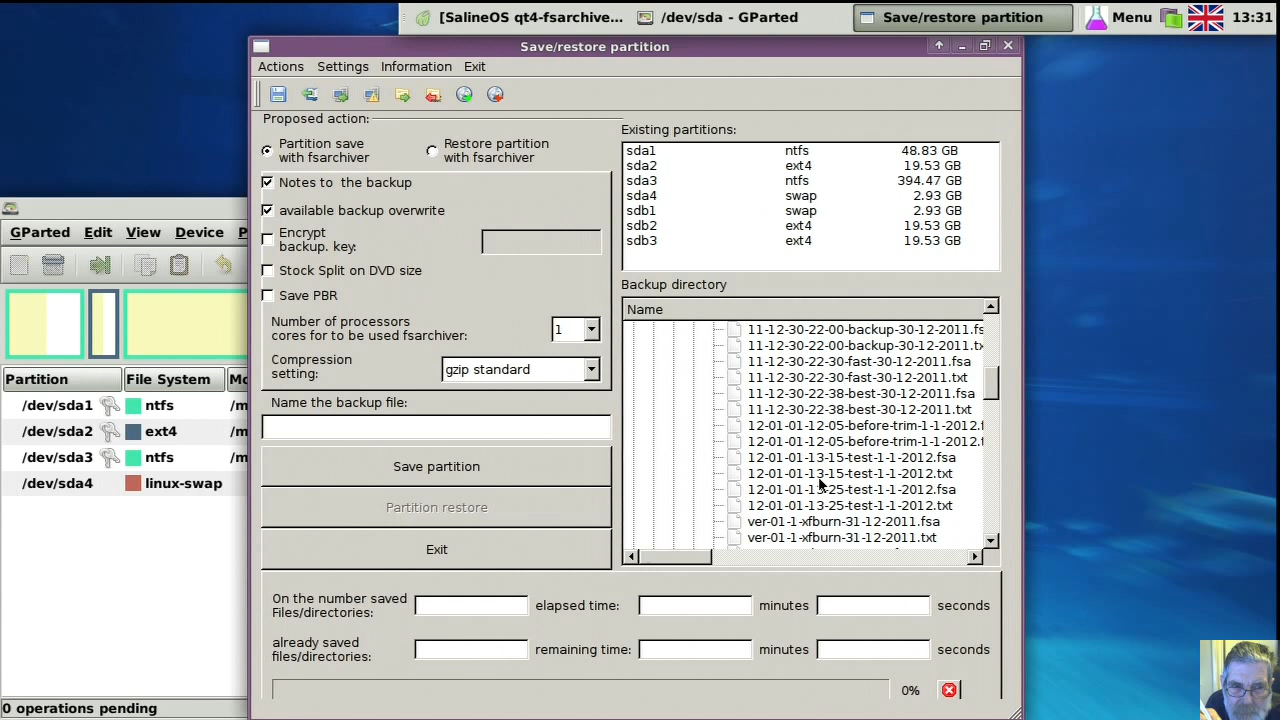 [SalineOS qt4-fsarchive... /dev/sda - GParted Save/restore partition Menu 13:31
Save/restore partition
Actions Settings Information Exit
Proposed action:
Partition save
with fsarchiver
Restore partition
with fsarchiver
Notes to the backup
available backup overwrite
Encrypt
backup. key:
Stock Split on DVD size
Save PBR
Number of processors
cores for to be used fsarchiver:
1
Compression
setting:
gzip standard
Name the backup file:
Save partition
Partition restore
Exit
Existing partitions:
sda1 ntfs 48.83 GB
sda2 ext4 19.53 GB
sda3 ntfs 394.47 GB
sda4 swap 2.93 GB
sdb1 swap 2.93 GB
sdb2 ext4 19.53 GB
sdb3 ext4 19.53 GB
Backup directory
Name
11-12-30-22-00-backup-30-12-2011.fs
11-12-30-22-00-backup-30-12-2011.tx
11-12-30-22-30-fast-30-12-2011.fsa
11-12-30-22-30-fast-30-12-2011.txt
11-12-30-22-38-best-30-12-2011.fsa
11-12-30-22-38-best-30-12-2011.txt
12-01-01-12-05-before-trim-1-1-2012.f
12-01-01-12-05-before-trim-1-1-2012.t
12-01-01-13-15-test-1-1-2012.fsa
12-01-01-13-15-test-1-1-2012.txt
12-01-01-13-25-test-1-1-2012.fsa
12-01-01-13-25-test-1-1-2012.txt
ver-01-1-xfburn-31-12-2011.fsa
ver-01-1-xfburn-31-12-2011.txt
On the number saved
Files/directories:
elapsed time: minutes seconds
already saved
files/directories:
remaining time: minutes seconds
0%
GParted Edit View Device P
Partition File System Mo
/dev/sda1 ntfs /m
/dev/sda2 ext4 /m
/dev/sda3 ntfs /m
/dev/sda4 linux-swap
0 operations pending